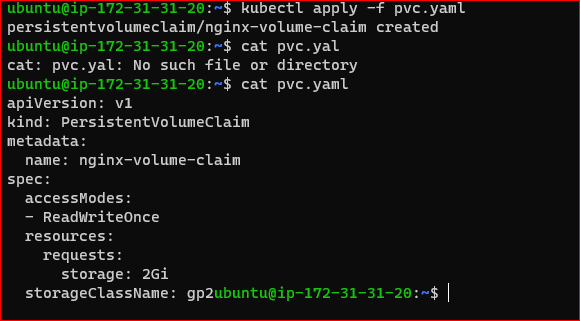 ubuntu@ip-172-31-31-20:~$ kubectl apply -f pvc.yaml
persistentvolumeclaim/nginx-volume-claim created
ubuntu@ip-172-31-31-20:~$ cat pvc.yal
cat: pvc.yal: No such file or directory
ubuntu@ip-172-31-31-20:~$ cat pvc.yaml
apiVersion: v1
kind: PersistentVolumeClaim
metadata:
  name: nginx-volume-claim
spec:
  accessModes:
  - ReadWriteOnce
  resources:
    requests:
      storage: 2Gi
  storageClassName: gp2ubuntu@ip-172-31-31-20:~$